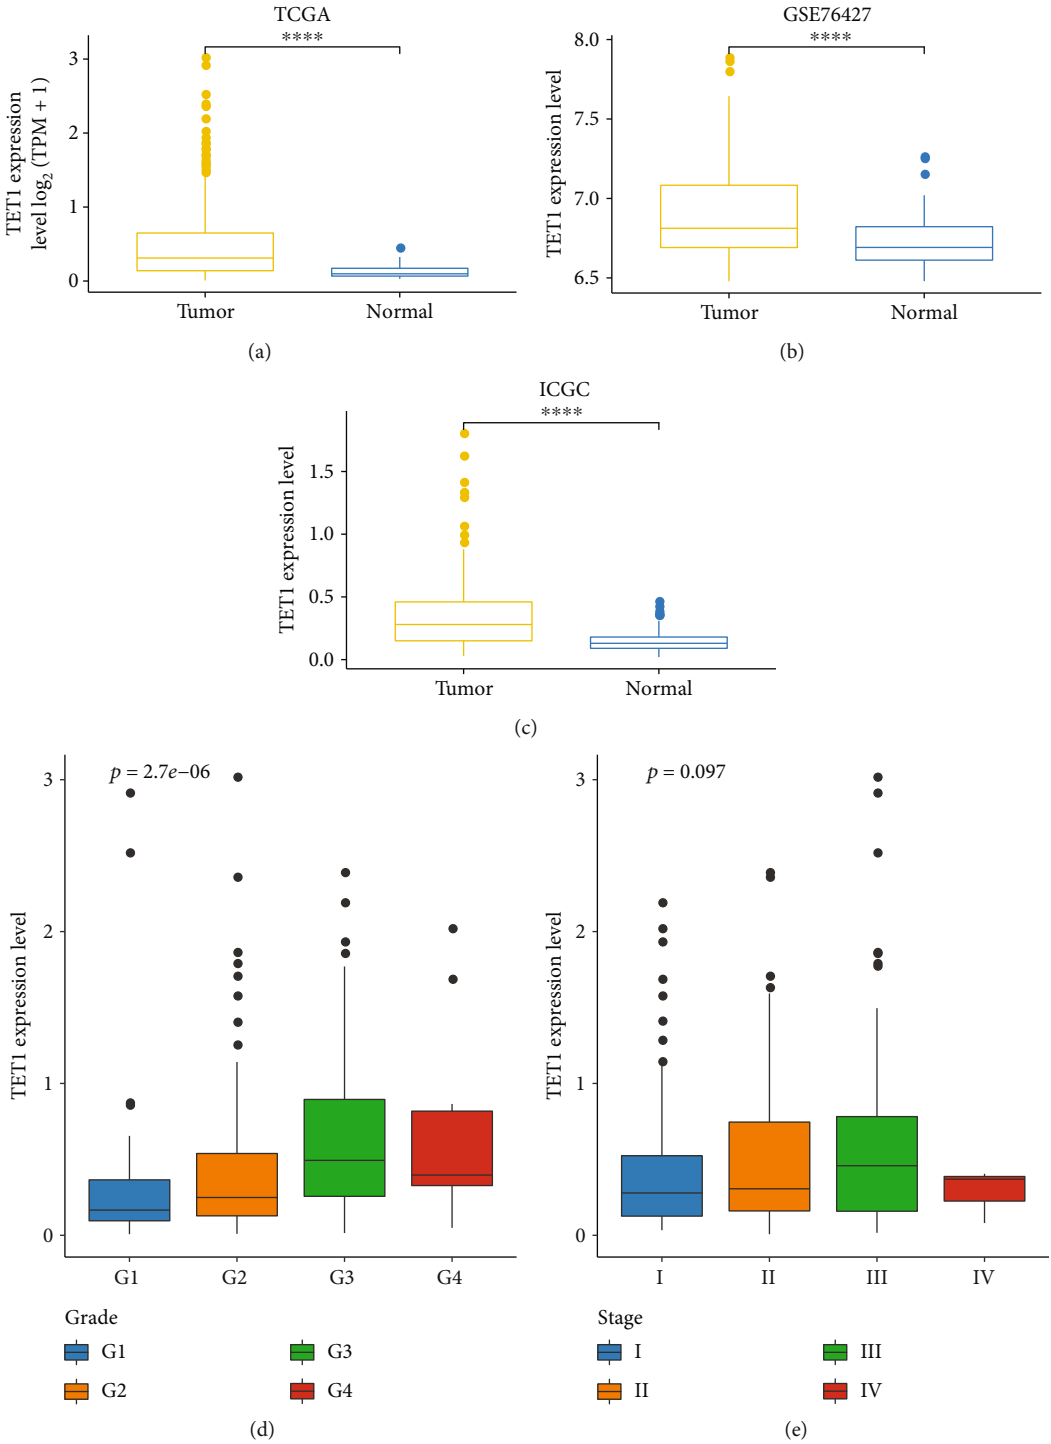 TCGA
****
TET1 expression
level log2 (TPM + 1)
3
2
1
0
Tumor
Normal
(a)
GSE76427
****
TET1 expression level
8.0
7.5
7.0
6.5
Tumor
Normal
(b)
ICGC
****
TET1 expression level
1.5
1.0
0.5
0.0
Tumor
Normal
(c)
p = 2.7e−06
TET1 expression level
3
2
1
0
G1
G2
G3
G4
Grade
G1
G3
G2
G4
(d)
p = 0.097
TET1 expression level
3
2
1
0
I
II
III
IV
Stage
I
III
II
IV
(e)